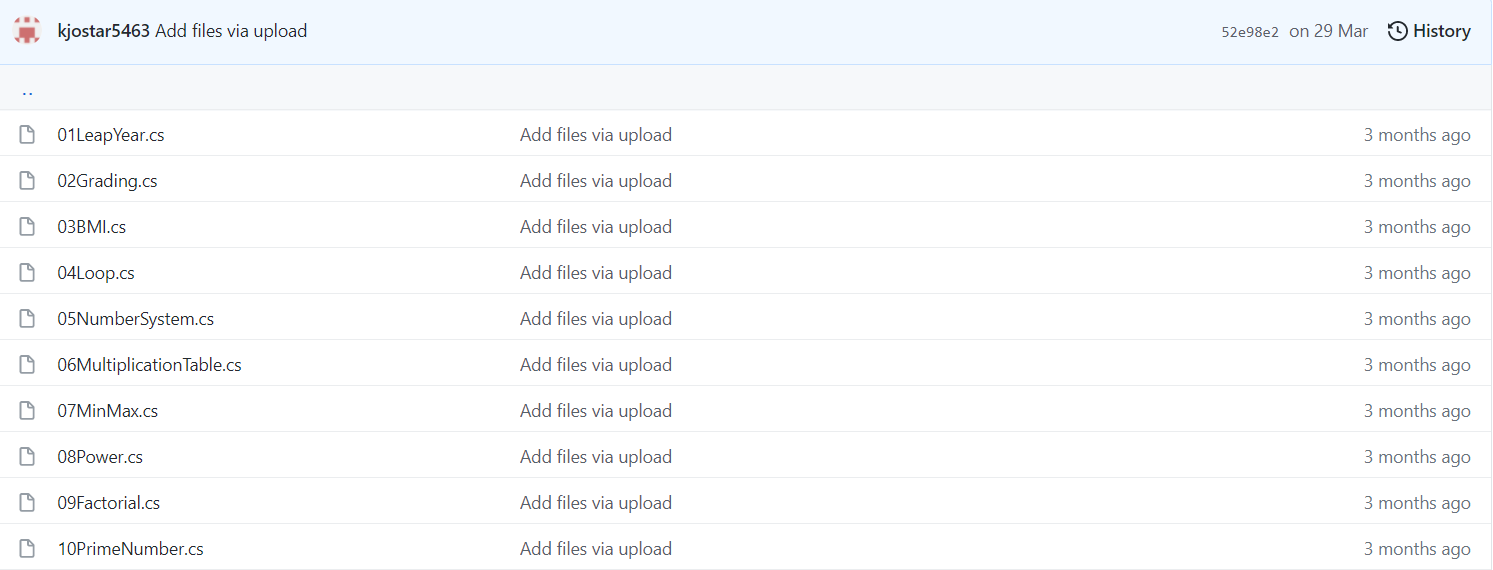 kjostar5463 Add files via upload 52e98e2 on 29 Mar History
..
01LeapYear.cs Add files via upload 3 months ago
02Grading.cs Add files via upload 3 months ago
03BMI.cs Add files via upload 3 months ago
04Loop.cs Add files via upload 3 months ago
05NumberSystem.cs Add files via upload 3 months ago
06MultiplicationTable.cs Add files via upload 3 months ago
07MinMax.cs Add files via upload 3 months ago
08Power.cs Add files via upload 3 months ago
09Factorial.cs Add files via upload 3 months ago
10PrimeNumber.cs Add files via upload 3 months ago